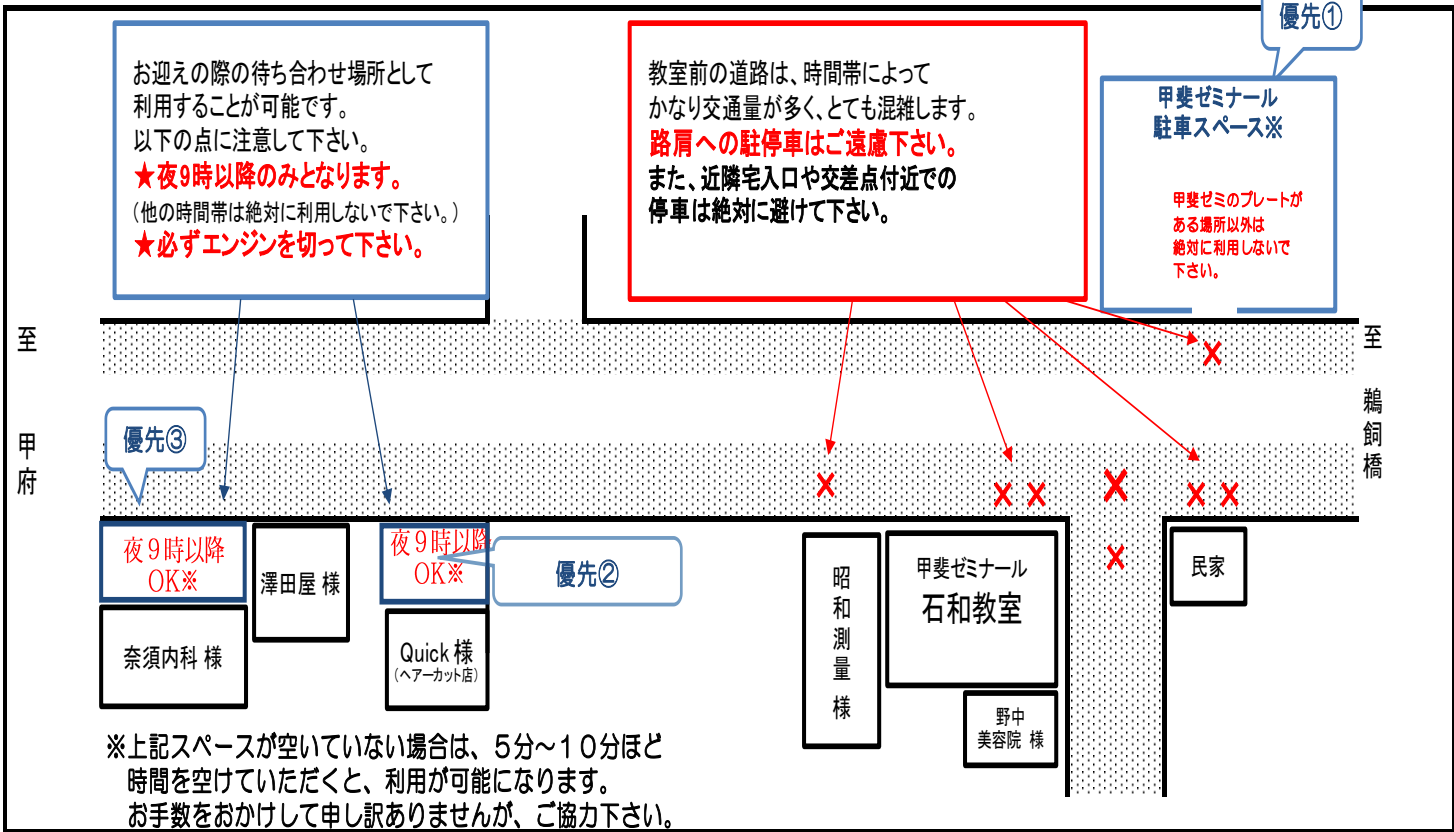 優先①
お迎えの際の待ち合わせ場所として
利用することが可能です。
以下の点に注意して下さい。
★夜9時以降のみとなります。
（他の時間帯は絶対に利用しないで下さい。）
★必ずエンジンを切って下さい。
教室前の道路は、時間帯によって
かなり交通量が多く、とても混雑します。
路肩への駐停車はご遠慮下さい。
また、近隣宅入口や交差点付近での
停車は絶対に避けて下さい。
甲斐ゼミナール
駐車スペース※
甲斐ゼミのプレートが
ある場所以外は
絶対に利用しないで
下さい。
至　甲府
至　鵜飼橋
優先③
夜９時以降
OK※
奈須内科 様
澤田屋 様
夜９時以降
OK※
優先②
Quick 様
（ヘアーカット店）
昭和測量 様
甲斐ゼミナール
石和教室
野中
美容院 様
民家
※上記スペースが空いていない場合は、５分～１０分ほど
時間を空けていただくと、利用が可能になります。
お手数をおかけして申し訳ありませんが、ご協力下さい。